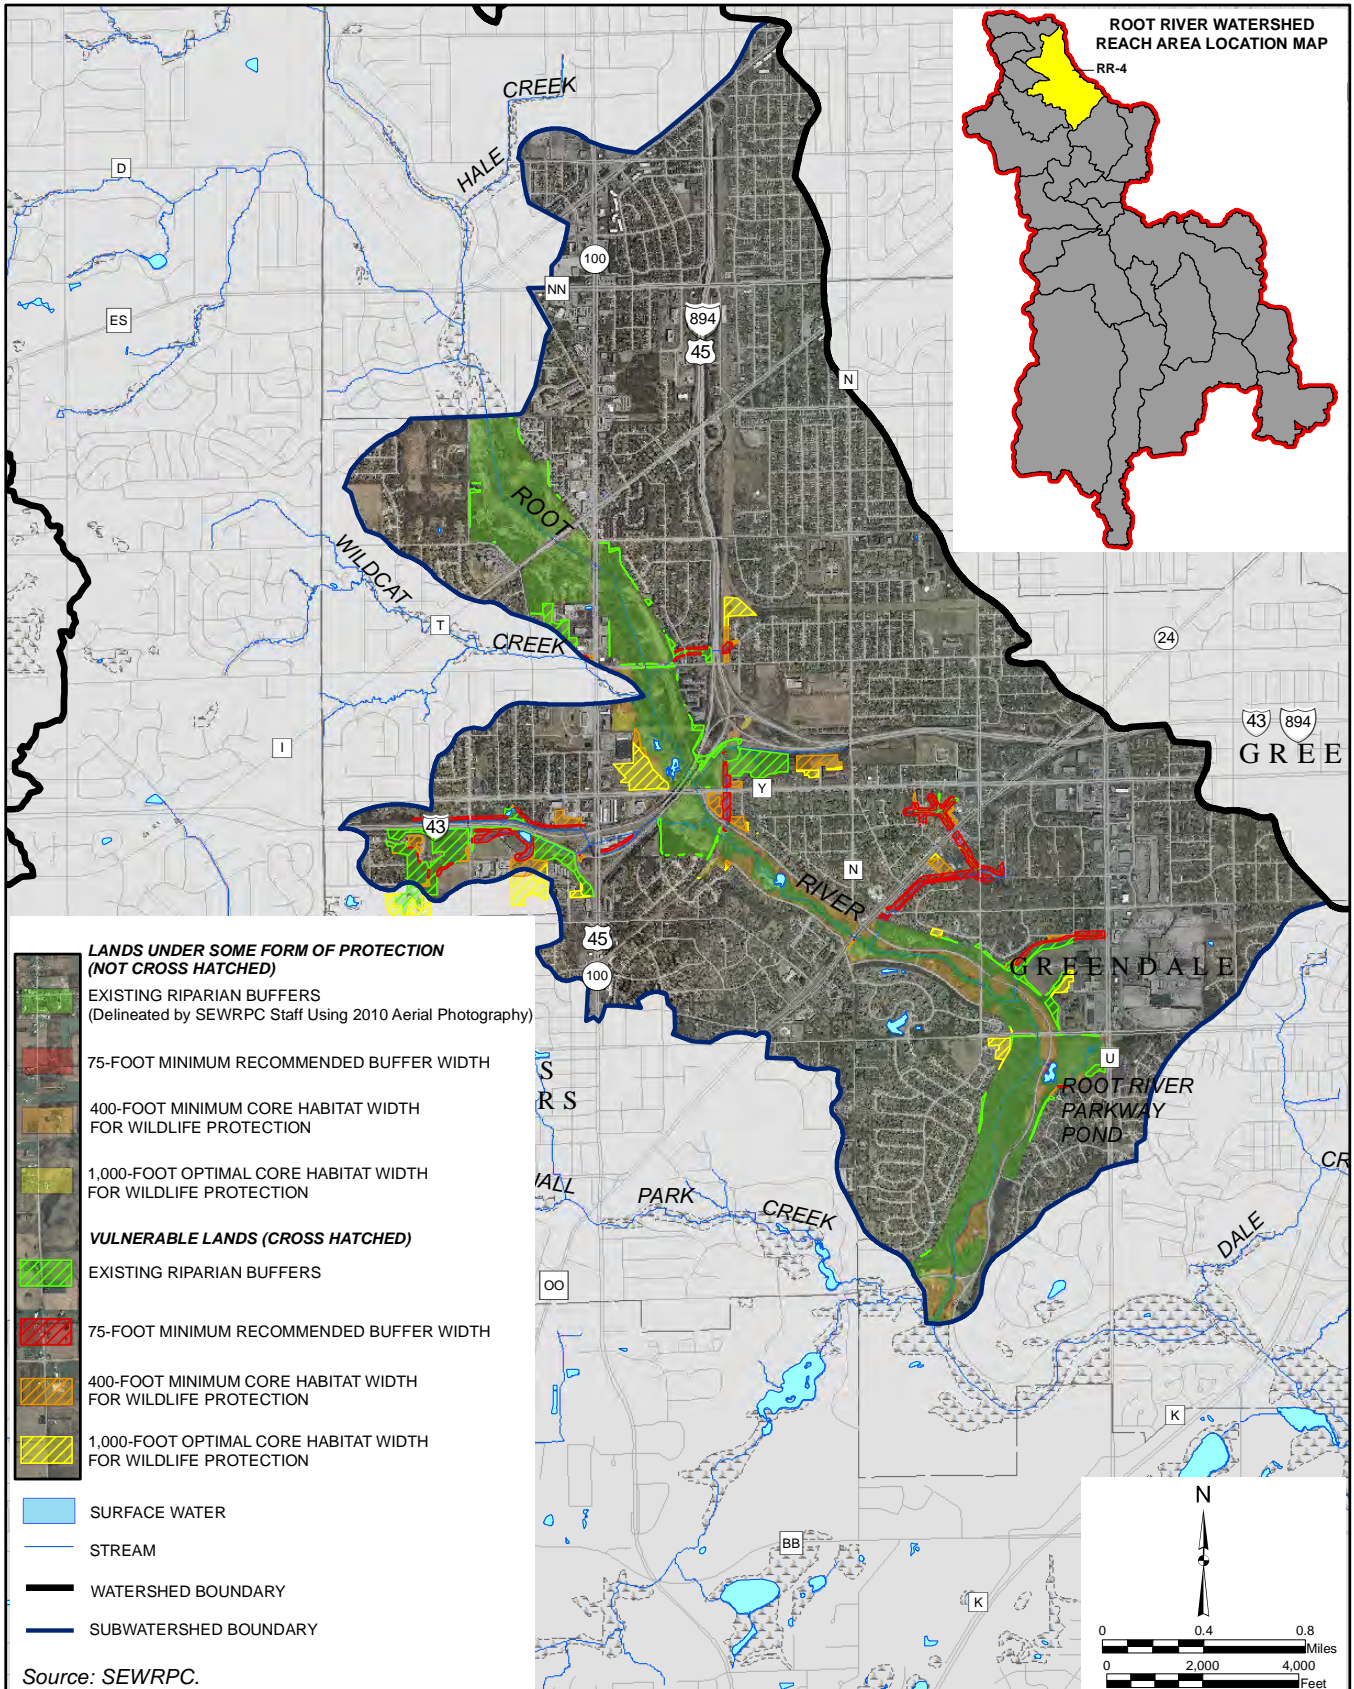 ROOT RIVER WATERSHED
REACH AREA LOCATION MAP
RR-4
CREEK
HALE
D
100
NN
ES
894
45
N
ROOT
WILDCAT
T
CREEK
24
I
43
894
GREE
Y
43
N
RIVER
45
100
GREENDALE
U
ROOT RIVER
PARKWAY
POND
S
RS
PARK
CREEK
CR
DALE
OO
K
BB
K
LANDS UNDER SOME FORM OF PROTECTION
(NOT CROSS HATCHED)
EXISTING RIPARIAN BUFFERS
(Delineated by SEWRPC Staff Using 2010 Aerial Photography)
75-FOOT MINIMUM RECOMMENDED BUFFER WIDTH
400-FOOT MINIMUM CORE HABITAT WIDTH
FOR WILDLIFE PROTECTION
1,000-FOOT OPTIMAL CORE HABITAT WIDTH
FOR WILDLIFE PROTECTION
VULNERABLE LANDS (CROSS HATCHED)
EXISTING RIPARIAN BUFFERS
75-FOOT MINIMUM RECOMMENDED BUFFER WIDTH
400-FOOT MINIMUM CORE HABITAT WIDTH
FOR WILDLIFE PROTECTION
1,000-FOOT OPTIMAL CORE HABITAT WIDTH
FOR WILDLIFE PROTECTION
SURFACE WATER
STREAM
WATERSHED BOUNDARY
SUBWATERSHED BOUNDARY
Source: SEWRPC.
N
0 0.4 0.8
Miles
0 2,000 4,000
Feet